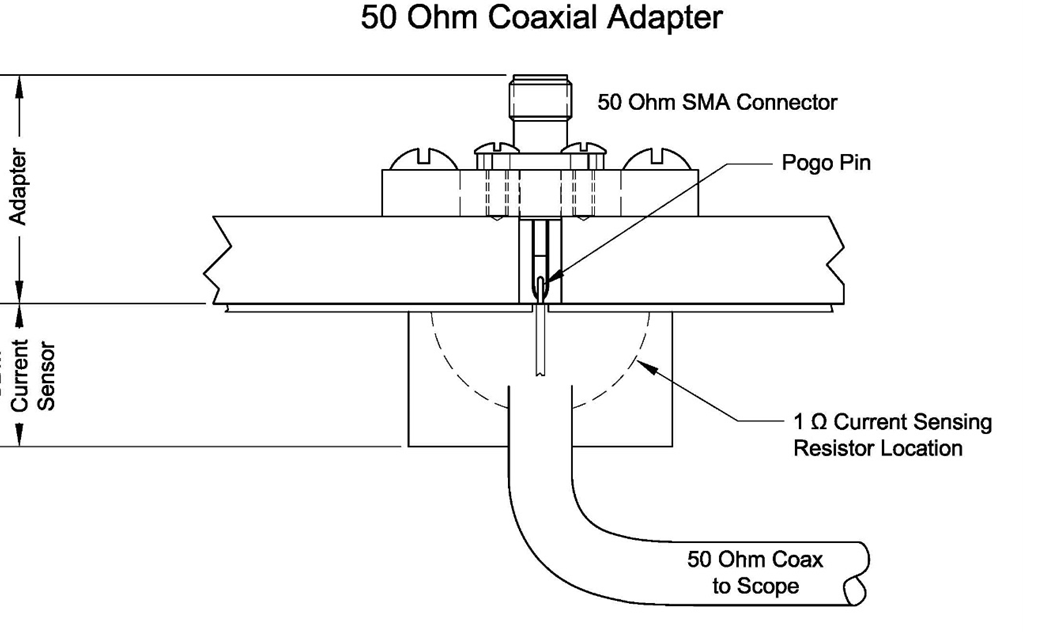 50 Ohm Coaxial Adapter
50 Ohm SMA Connector
Pogo Pin
Adapter
Current
Sensor
1 Ω Current Sensing
Resistor Location
50 Ohm Coax
to Scope